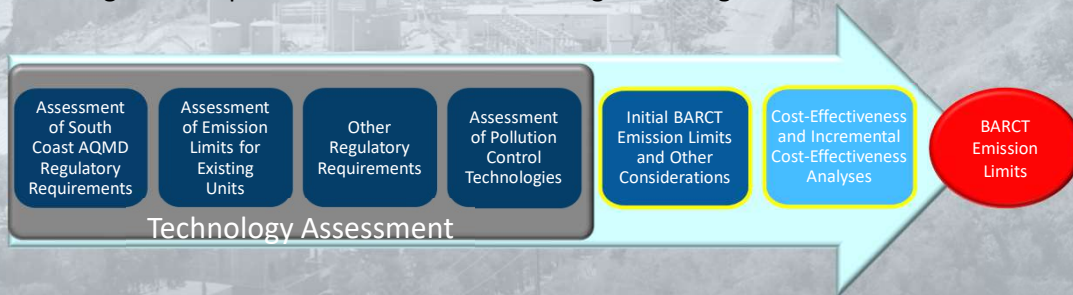 Assessment
of South
Coast AQMD
Regulatory
Requirements
Assessment
of Emission
Limits for
Existing
Units
Other
Regulatory
Requirements
Assessment
of Pollution
Control
Technologies
Initial BARCT
Emission Limits
and Other
Considerations
Cost-Effectiveness
and Incremental
Cost-Effectiveness
Analyses
BARCT
Emission
Limits
Technology Assessment